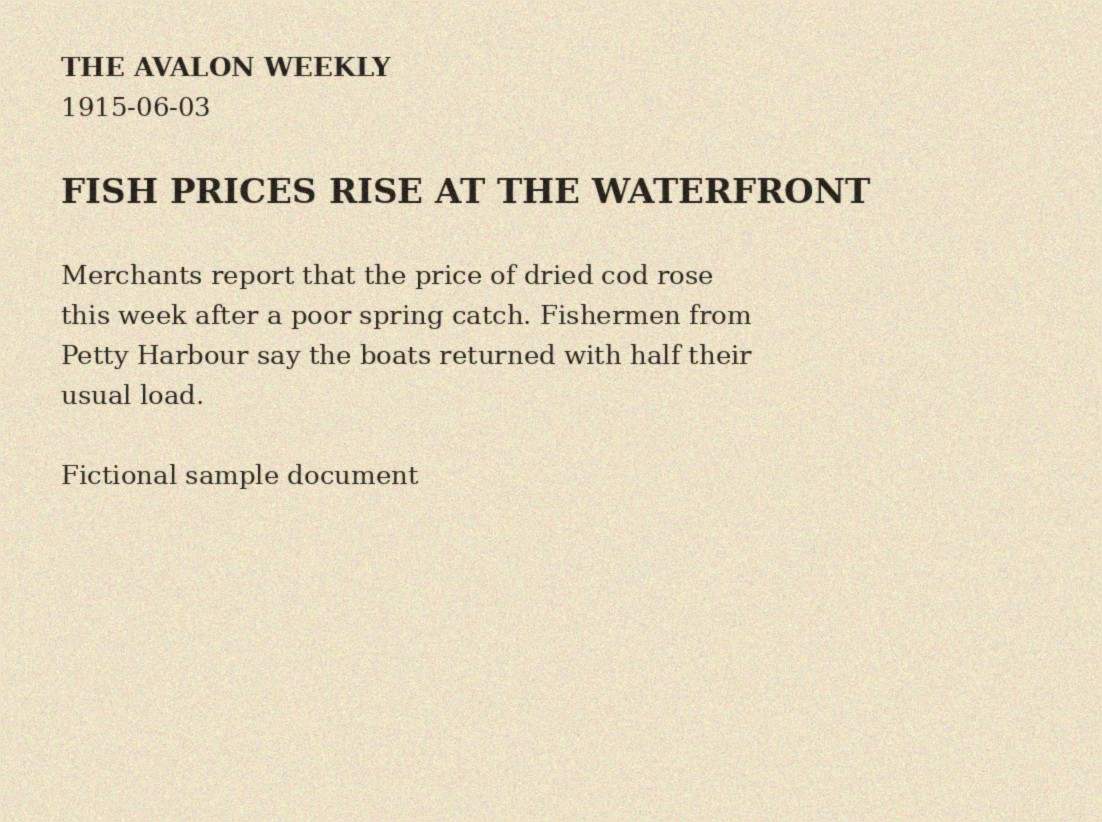 THE AVALON WEEKLY
1915-06-03
FISH PRICES RISE AT THE WATERFRONT
Merchants report that the price of dried cod rose
this week after a poor spring catch. Fishermen from
Petty Harbour say the boats returned with half their
usual load.
Fictional sample document